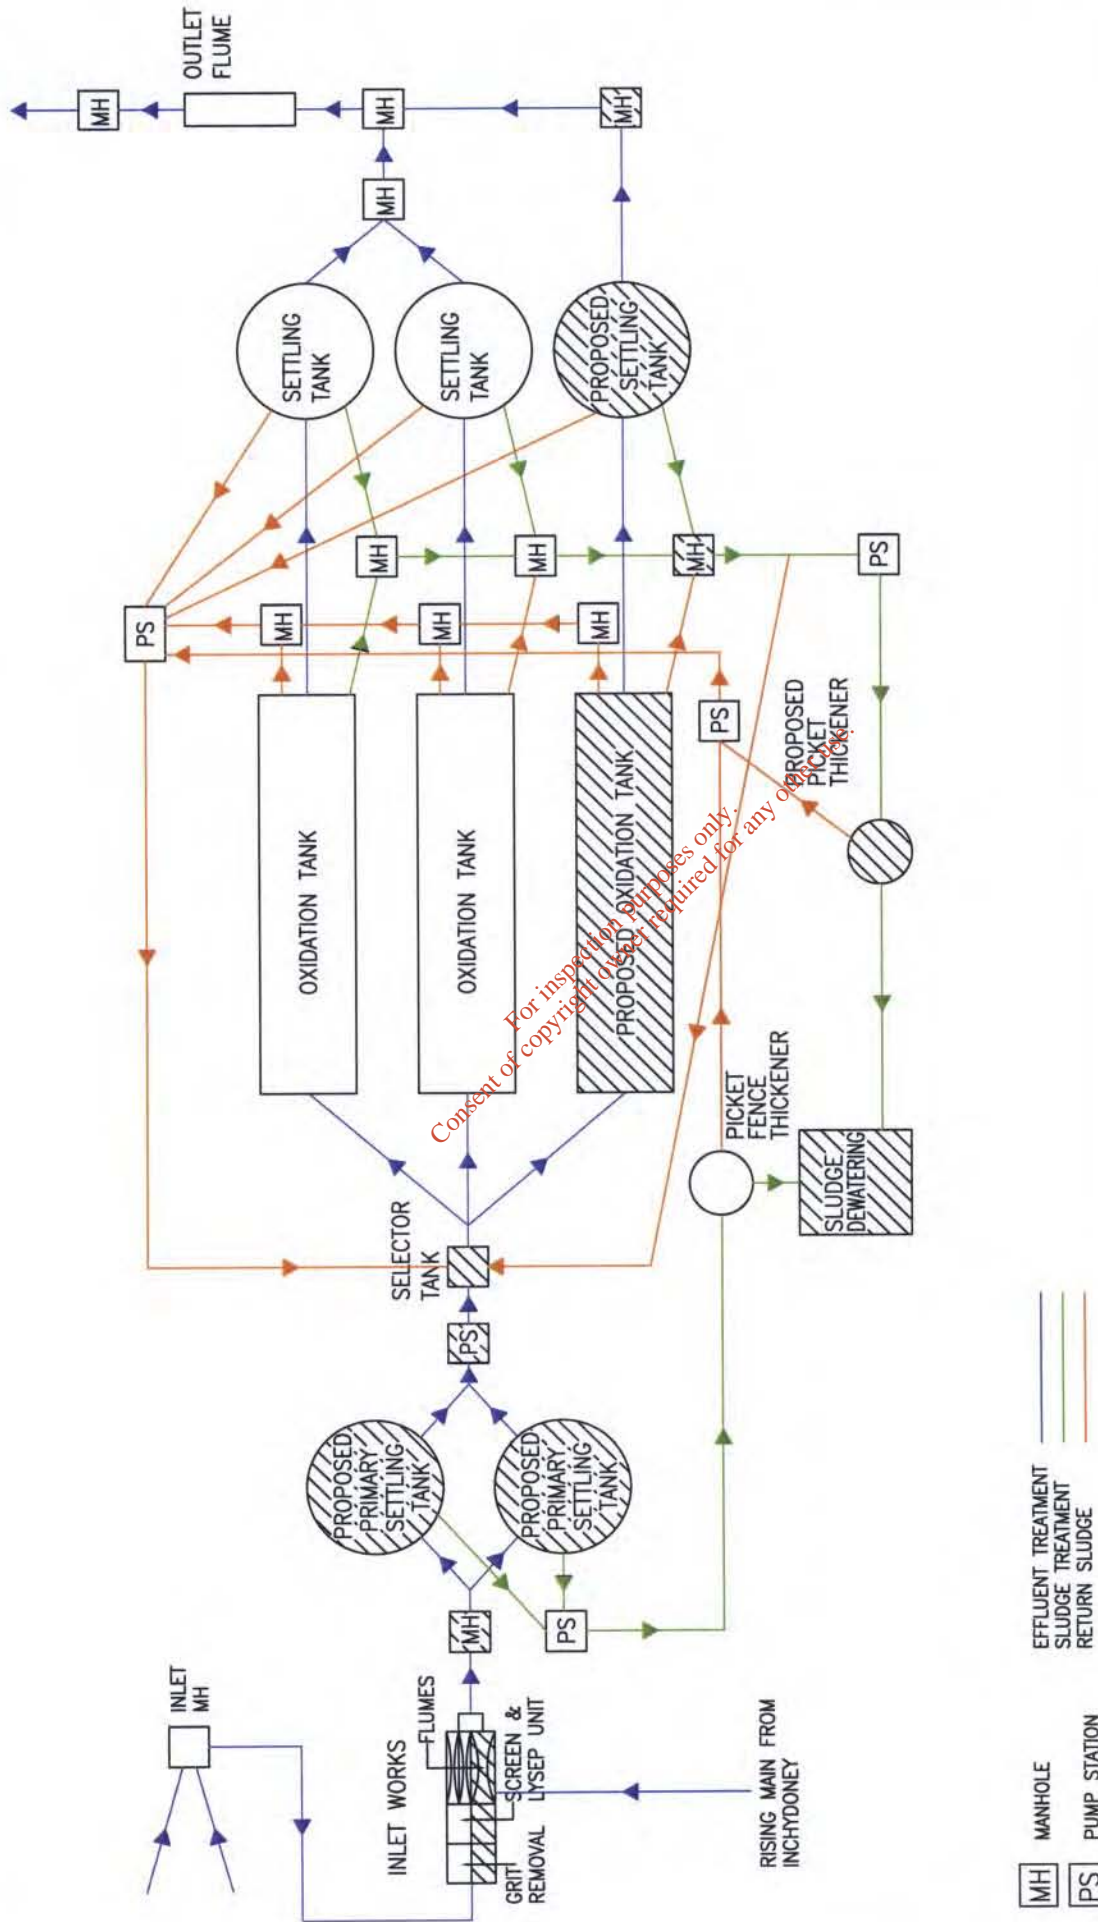 INLET
MH
INLET WORKS
FLUMES
SCREEN &
LYSEP UNIT
GRIT
REMOVAL
RISING MAIN FROM
INCHYDONEY
MH
PROPOSED
PRIMARY
SETTLING
TANK
PROPOSED
PRIMARY
SETTLING
TANK
PS
PS
SELECTOR
TANK
OXIDATION TANK
OXIDATION TANK
PROPOSED OXIDATION TANK
PICKET
FENCE
THICKENER
SLUDGE
DEWATERING
PROPOSED
PICKET
THICKENER
PS
PS
MH
MH
MH
MH
MH
MH
PS
SETTLING
TANK
SETTLING
TANK
PROPOSED
SETTLING
TANK
MH
MH
MH
OUTLET
FLUME
MH
For inspection purposes only.
Consent of copyright owner required for any other use.
MH MANHOLE
PS PUMP STATION
EFFLUENT TREATMENT
SLUDGE TREATMENT
RETURN SLUDGE